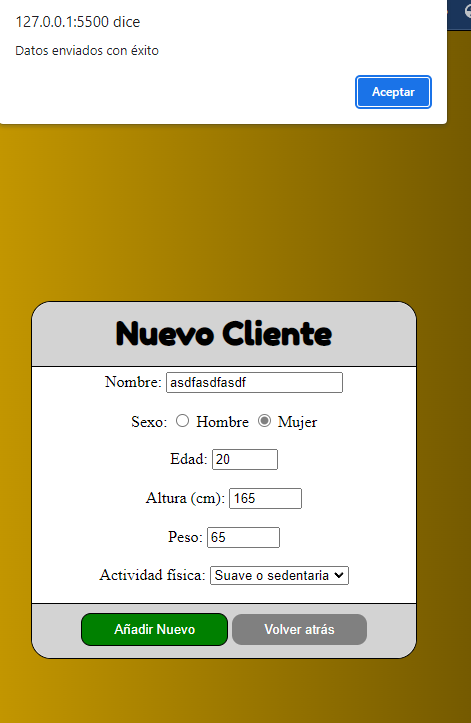 127.0.0.1:5500 dice
Datos enviados con éxito
Aceptar
Nuevo Cliente
Nombre: asdfasdfasdf
Sexo: Hombre Mujer
Edad: 20
Altura (cm): 165
Peso: 65
Actividad física: Suave o sedentaria
Añadir Nuevo Volver atrás